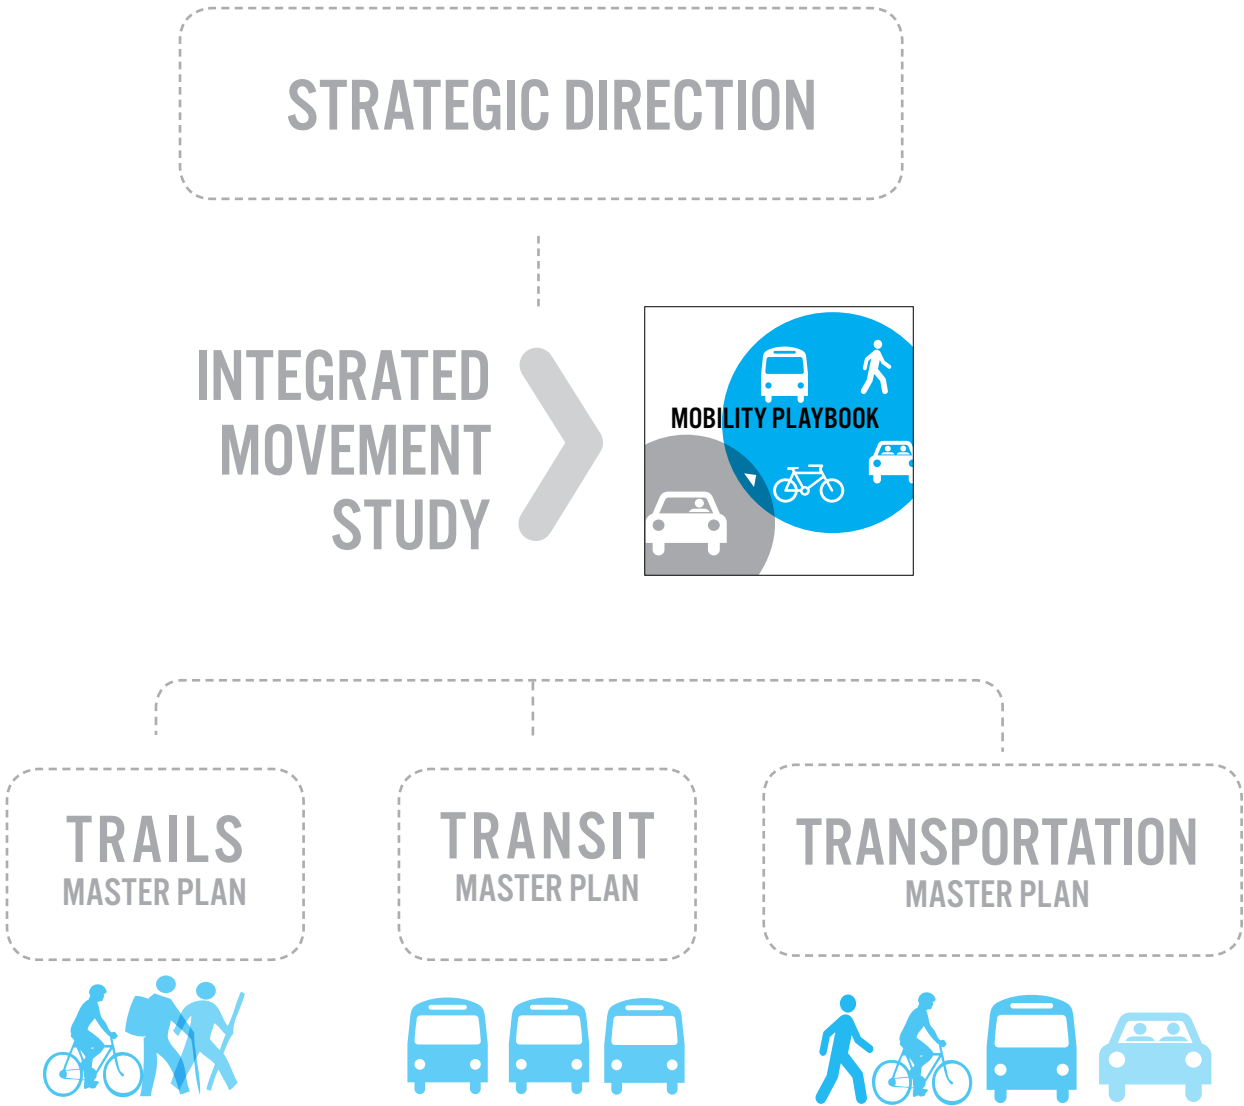 STRATEGIC DIRECTION
INTEGRATED
MOVEMENT
STUDY
MOBILITY PLAYBOOK
TRAILS
MASTER PLAN
TRANSIT
MASTER PLAN
TRANSPORTATION
MASTER PLAN